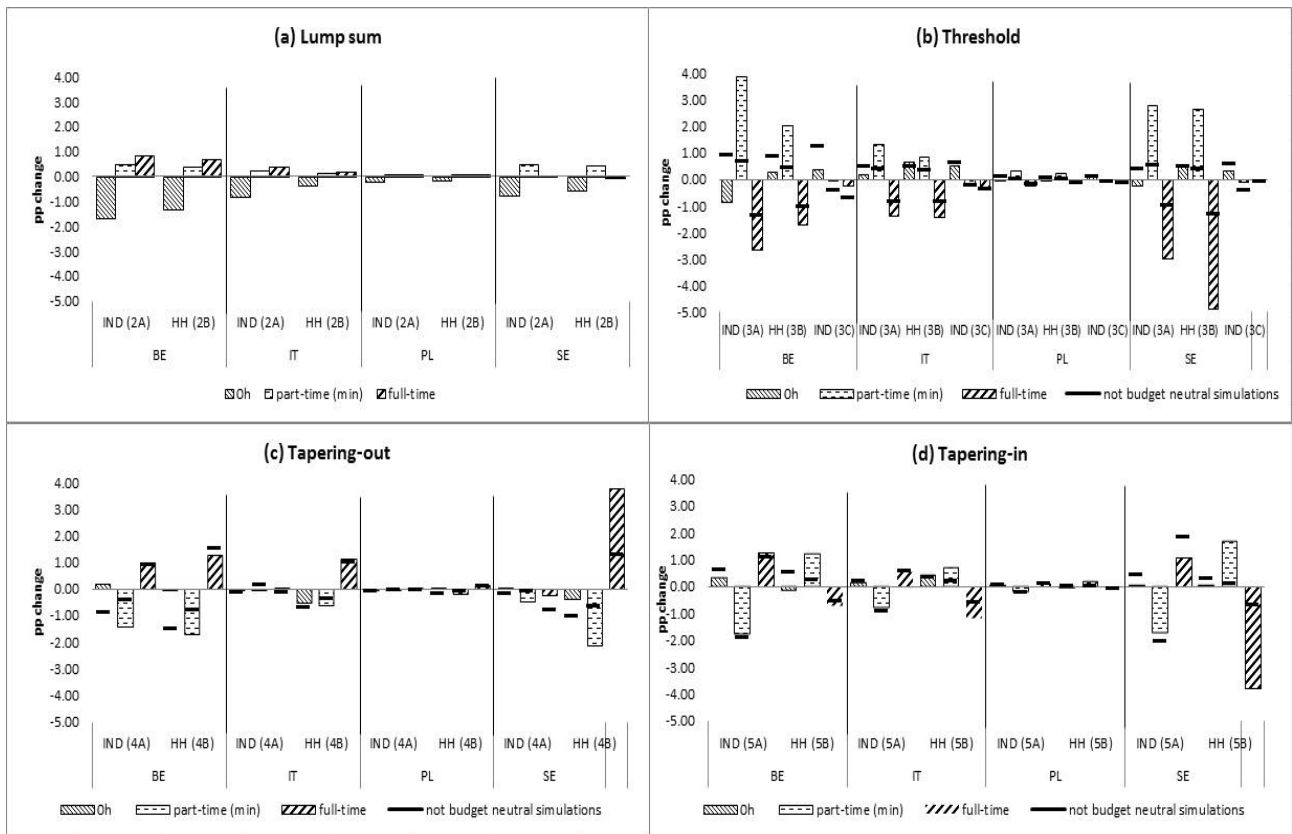 (a) Lump sum
4.00
3.00
2.00
1.00
0.00
-1.00
-2.00
-3.00
-4.00
-5.00
pp change
IND (2A) HH (2B) IND (2A) HH (2B) IND (2A) HH (2B) IND (2A) HH (2B)
BE IT PL SE
0h part-time (min) full-time
(b) Threshold
4.00
3.00
2.00
1.00
0.00
-1.00
-2.00
-3.00
-4.00
-5.00
pp change
IND (3A) HH (3B) IND (3C) IND (3A) HH (3B) IND (3C) IND (3A) HH (3B) IND (3C) IND (3A) HH (3B) IND (3C)
BE IT PL SE
0h part-time (min) full-time not budget neutral simulations
(c) Tapering-out
4.00
3.00
2.00
1.00
0.00
-1.00
-2.00
-3.00
-4.00
-5.00
pp change
IND (4A) HH (4B) IND (4A) HH (4B) IND (4A) HH (4B) IND (4A) HH (4B)
BE IT PL SE
0h part-time (min) full-time not budget neutral simulations
(d) Tapering-in
4.00
3.00
2.00
1.00
0.00
-1.00
-2.00
-3.00
-4.00
-5.00
pp change
IND (5A) HH (5B) IND (5A) HH (5B) IND (5A) HH (5B) IND (5A) HH (5B)
BE IT PL SE
0h part-time (min) full-time not budget neutral simulations